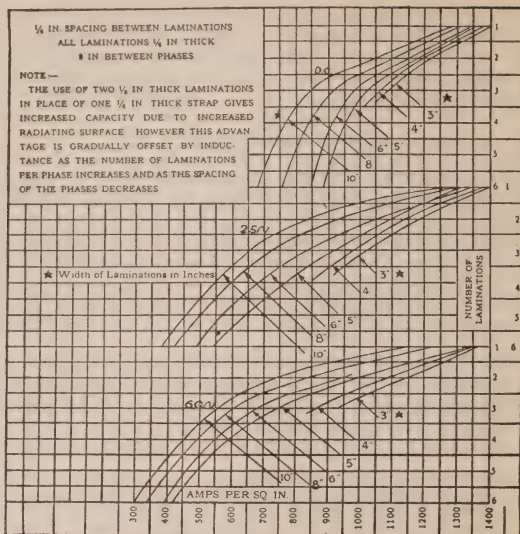 ¼ IN. SPACING BETWEEN LAMINATIONS
ALL LAMINATIONS ⅛ IN THICK
8 IN BETWEEN PHASES
NOTE:—
THE USE OF TWO ⅛ IN THICK LAMINATIONS
IN PLACE OF ONE ¼ IN THICK STRAP GIVES
INCREASED CAPACITY DUE TO INCREASED
RADIATING SURFACE HOWEVER THIS ADVAN
TAGE IS GRADUALLY OFFSET BY INDUC-
TANCE AS THE NUMBER OF LAMINATIONS
PER PHASE INCREASES AND AS THE SPACING
OF THE PHASES DECREASES
D.C.
★
3" ★
4"
5"
6"
8
10"
1
2
3
4
5
6 1
25∿
★ Width of Laminations in Inches
3" ★
4
5"
6"
8"
10"
NUMBER OF
LAMINATIONS
2
3
4
5
1 6
60∿
3" ★
4"
5"
6"
8"
10"
2
3
4
5
6
AMPS PER SQ IN.
300 400 500 600 700 800 900 1000 1100 1200 1300 1400